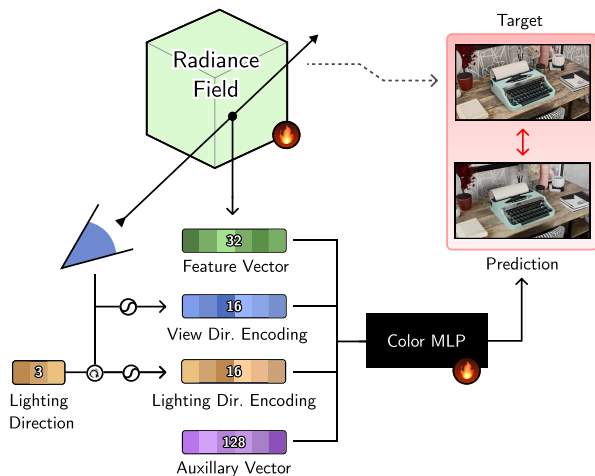 Target
Radiance
Field
32
Feature Vector
Prediction
16
View Dir. Encoding
Color MLP
3
16
Lighting
Direction
Lighting Dir. Encoding
128
Auxillary Vector